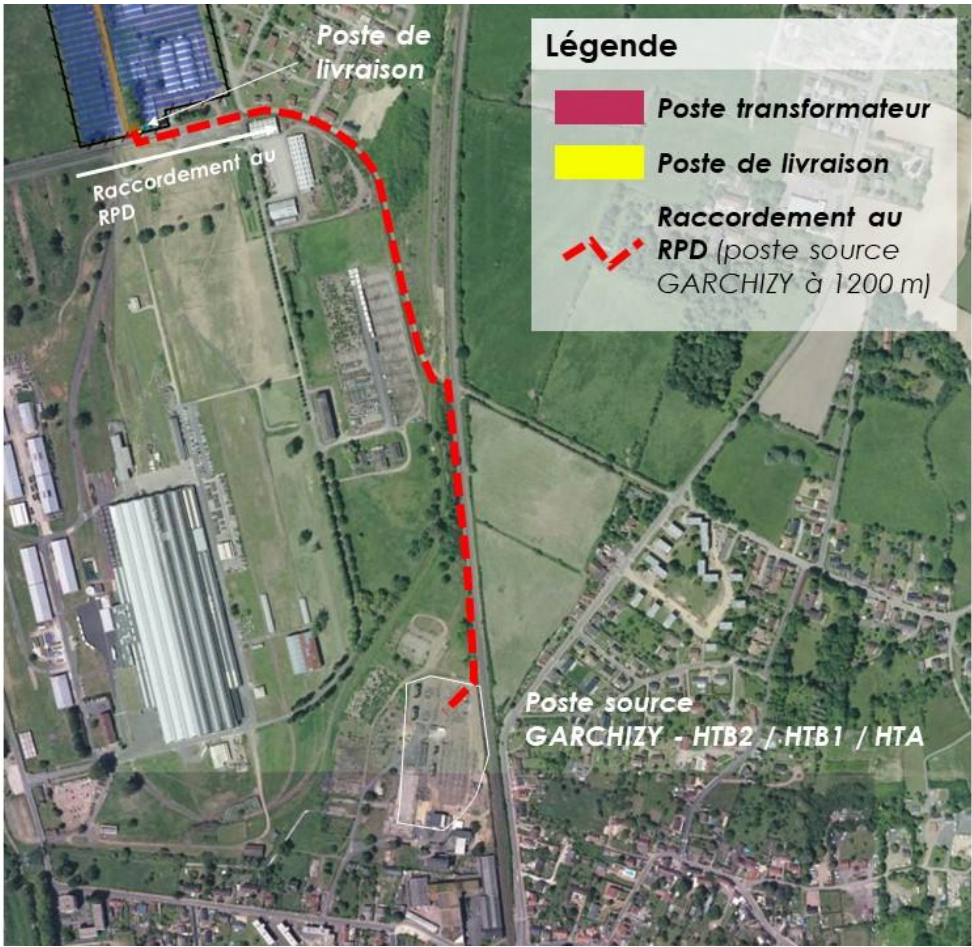 Poste de
livraison
Raccordement au
RPD
Légende
Poste transformateur
Poste de livraison
Raccordement au
RPD (poste source
GARCHIZY à 1200 m)
Poste source
GARCHIZY - HTB2 / HTB1 / HTA